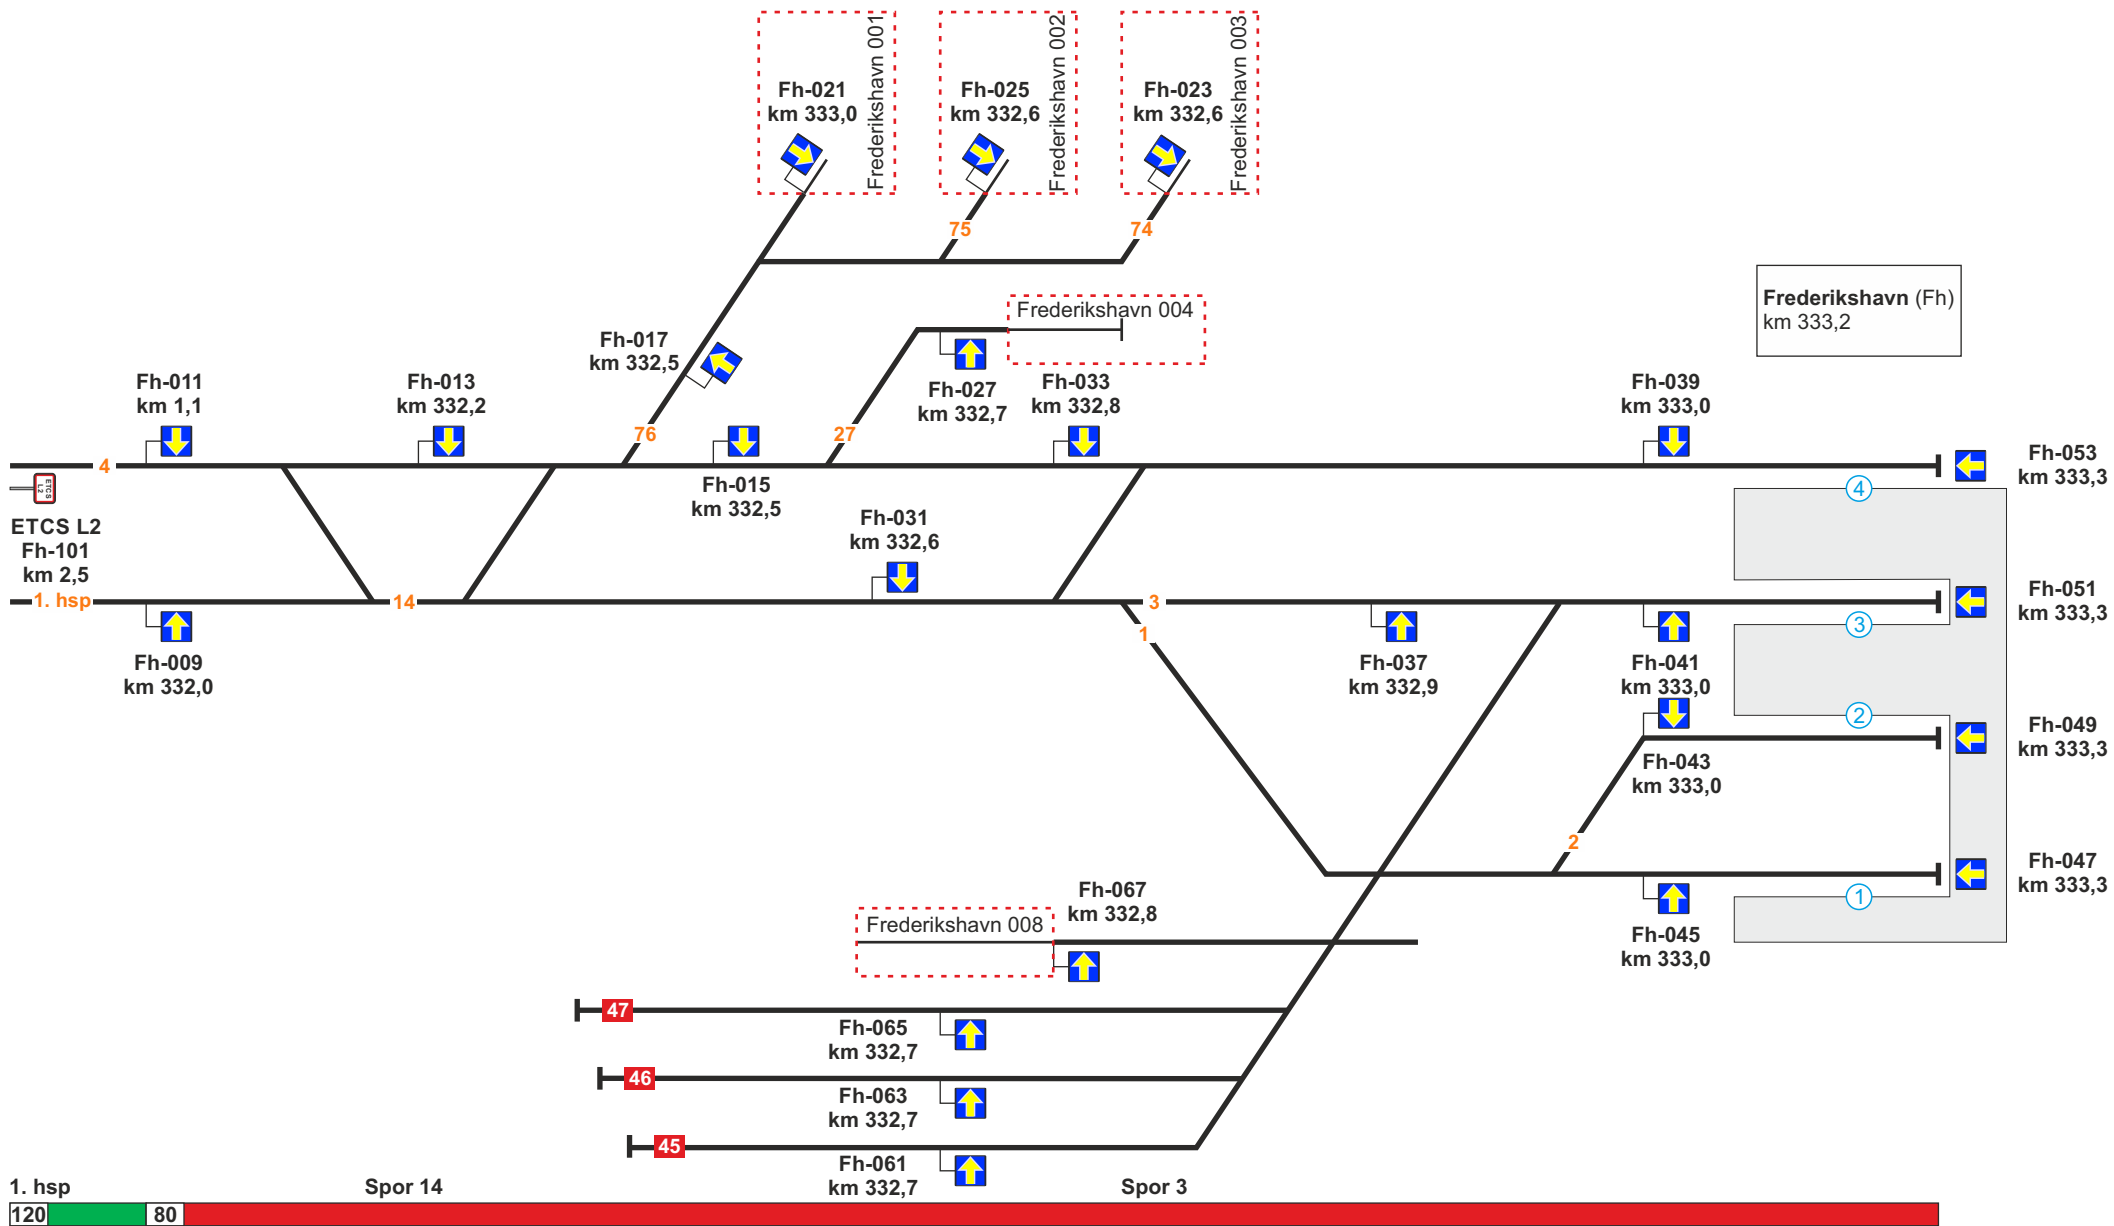 Frederikshavn 001
Frederikshavn 002
Frederikshavn 003
Fh-021
km 333,0
Fh-025
km 332,6
Fh-023
km 332,6
75
74
Frederikshavn (Fh)
km 333,2
Frederikshavn 004
Fh-017
km 332,5
Fh-027
km 332,7
Fh-011
km 1,1
Fh-013
km 332,2
Fh-033
km 332,8
Fh-039
km 333,0
76
27
4
Fh-053
km 333,3
ETCS
L2
4
Fh-015
km 332,5
ETCS L2
Fh-101
km 2,5
Fh-031
km 332,6
1. hsp
14
3
1
Fh-051
km 333,3
3
Fh-009
km 332,0
Fh-037
km 332,9
Fh-041
km 333,0
2
Fh-049
km 333,3
Fh-043
km 333,0
2
Fh-047
km 333,3
1
Fh-067
km 332,8
Frederikshavn 008
Fh-045
km 333,0
47
Fh-065
km 332,7
46
Fh-063
km 332,7
45
Fh-061
km 332,7
1. hsp
Spor 14
Spor 3
120
80